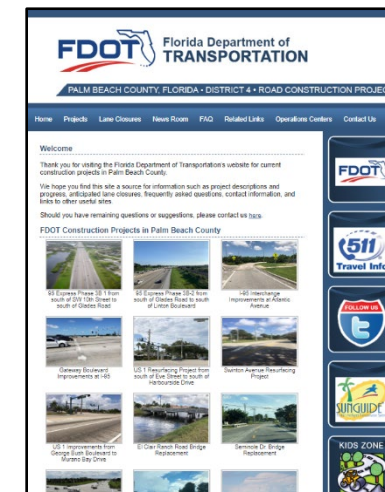 FDOT
Florida Department of
TRANSPORTATION
PALM BEACH COUNTY, FLORIDA • DISTRICT 4 • ROAD CONSTRUCTION PROJEC
Home Projects Lane Closures News Room FAQ Related Links Operations Centers Contact Us
Welcome
Thank you for visiting the Florida Department of Transportation's website for current
construction projects in Palm Beach County.
We hope you find this site a source for information such as project descriptions and
progress, anticipated lane closures, frequently asked questions, contact information, and
links to other useful sites.
Should you have remaining questions or suggestions, please contact us here.
FDOT Construction Projects in Palm Beach County
95 Express Phase 3B-1 from
south of SW 10th Street to
south of Glades Road
95 Express Phase 3B-2 from
south of Glades Road to south
of Linton Boulevard
I-95 Interchange
Improvements at Atlantic
Avenue
Gateway Boulevard
Improvements at I-95
US 1 Resurfacing Project from
south of Eve Street to south of
Harbourside Drive
Swinton Avenue Resurfacing
Project
US 1 Improvements from
George Bush Boulevard to
Murano Bay Drive
El Clair Ranch Road Bridge
Replacement
Seminole Dr. Bridge
Replacement
FDOT
511
Travel Info
FOLLOW US
t
SUNGUIDE
KIDS ZONE